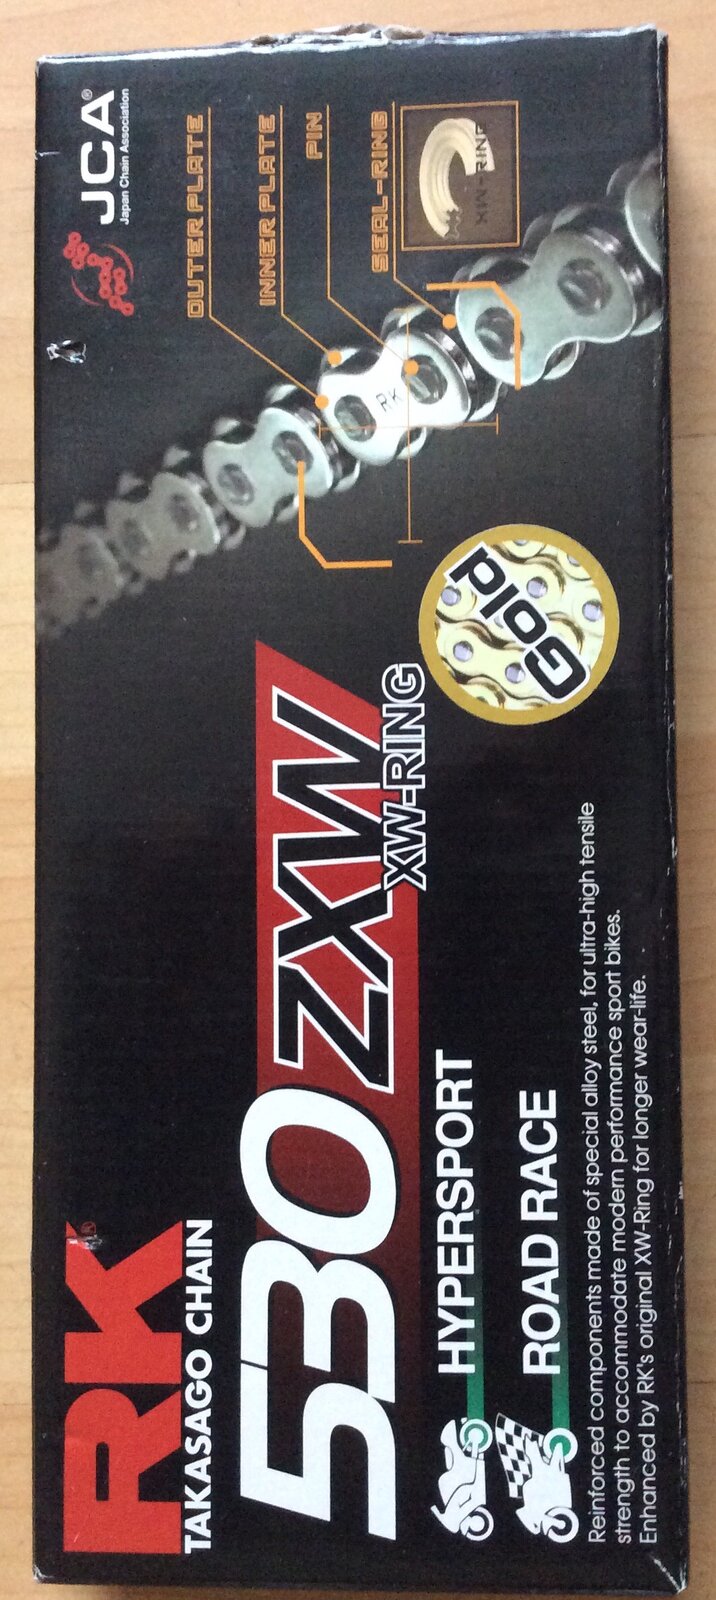 RK®
TAKASAGO CHAIN
530 ZXW
XW-RING
HYPERSPORT
ROAD RACE
Reinforced components made of special alloy steel, for ultra-high tensile
strength to accommodate modern performance sport bikes.
Enhanced by RK's original XW-Ring for longer wear-life.
Gold
JCA®
Japan Chain Association
OUTER PLATE
INNER PLATE
PIN
SEAL-RING
XW-RING
RK